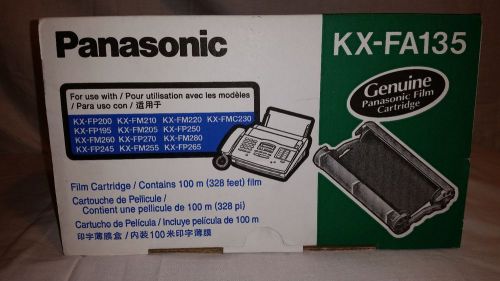 Panasonic
KX-FA135
For use with / Pour utilisation avec les modèles
/ Para uso con / 适用于
KX-FP200 KX-FM210 KX-FM220 KX-FMC230
KX-FP195 KX-FM205 KX-FP250
KX-FM260 KX-FP270 KX-FM280
KX-FP245 KX-FM255 KX-FP265
Genuine
Panasonic Film
Cartridge
Film Cartridge / Contains 100 m (328 feet) film
Cartouche de Pellicule /
Contient une pellicule de 100 m (328 pi)
Cartucho de Película / Incluye película de 100 m
印字薄膜盒 / 内装100米印字薄膜